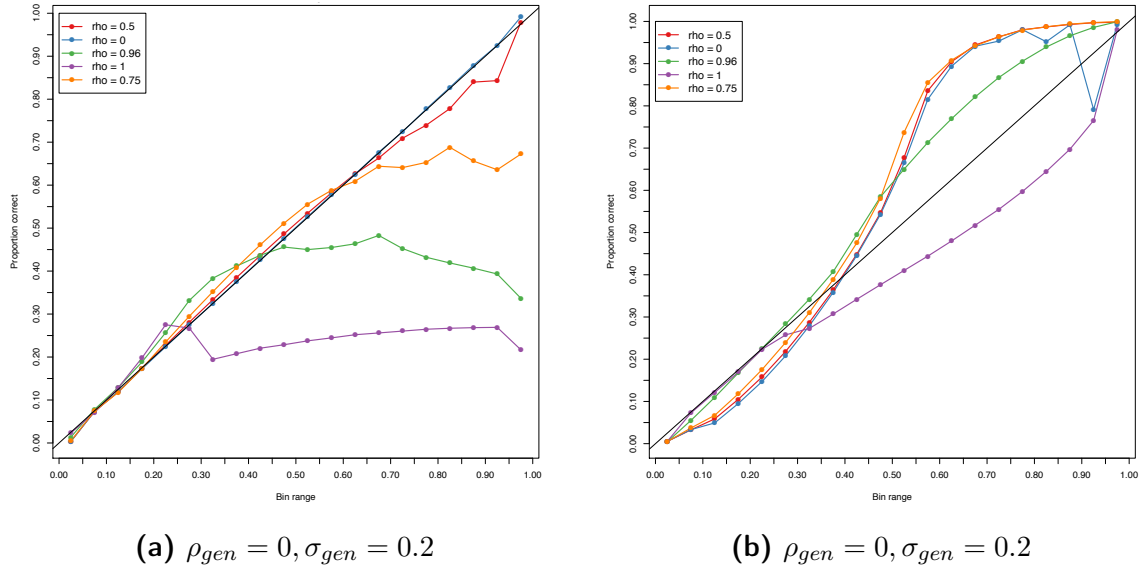 rho = 0.5
rho = 0
rho = 0.96
rho = 1
rho = 0.75
1.00
0.90
0.80
0.70
0.60
0.50
0.40
0.30
0.20
0.10
0.00
Proportion correct
0.00 0.10 0.20 0.30 0.40 0.50 0.60 0.70 0.80 0.90 1.00
Bin range
(a) ρ_gen = 0, σ_gen = 0.2
rho = 0.5
rho = 0
rho = 0.96
rho = 1
rho = 0.75
1.00
0.90
0.80
0.70
0.60
0.50
0.40
0.30
0.20
0.10
0.00
Proportion correct
0.00 0.10 0.20 0.30 0.40 0.50 0.60 0.70 0.80 0.90 1.00
Bin range
(b) ρ_gen = 0, σ_gen = 0.2